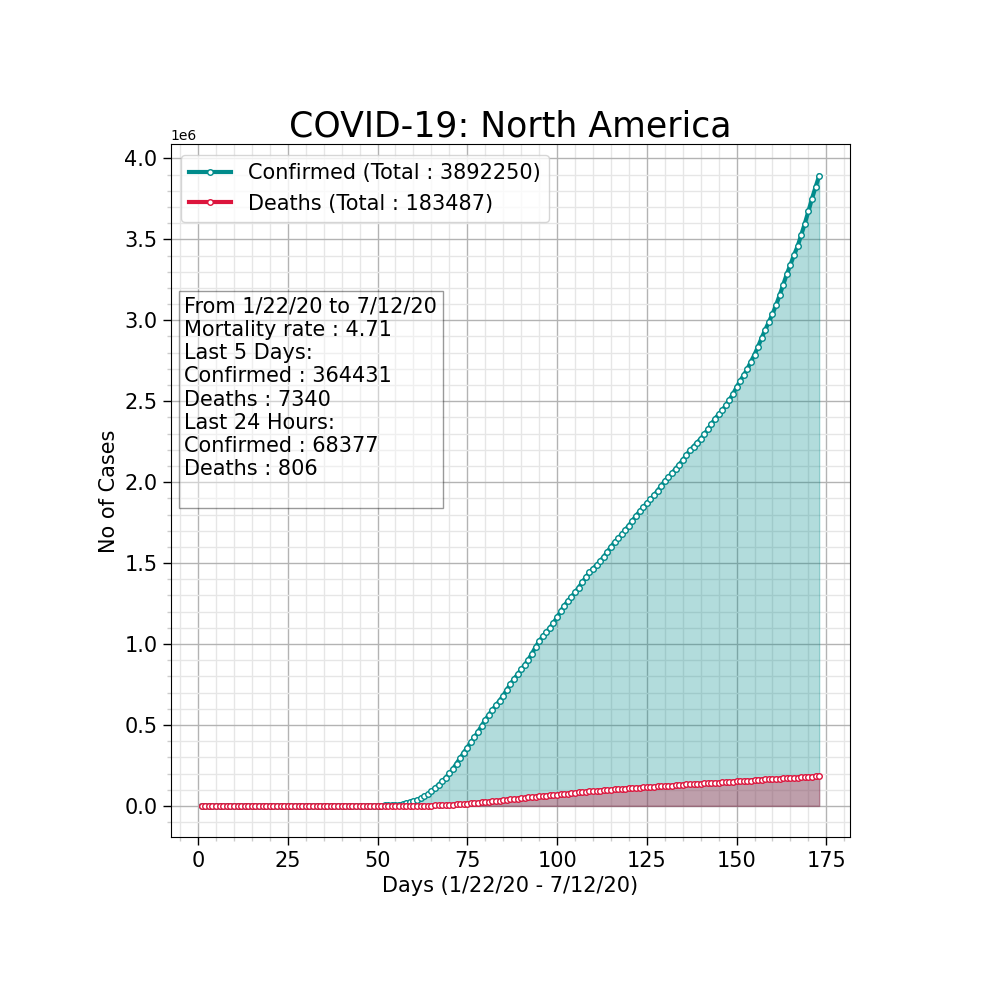 COVID-19: North America
1e6
Confirmed (Total : 3892250)
Deaths (Total : 183487)
From 1/22/20 to 7/12/20
Mortality rate : 4.71
Last 5 Days:
Confirmed : 364431
Deaths : 7340
Last 24 Hours:
Confirmed : 68377
Deaths : 806
No of Cases
4.0
3.5
3.0
2.5
2.0
1.5
1.0
0.5
0.0
0 25 50 75 100 125 150 175
Days (1/22/20 - 7/12/20)